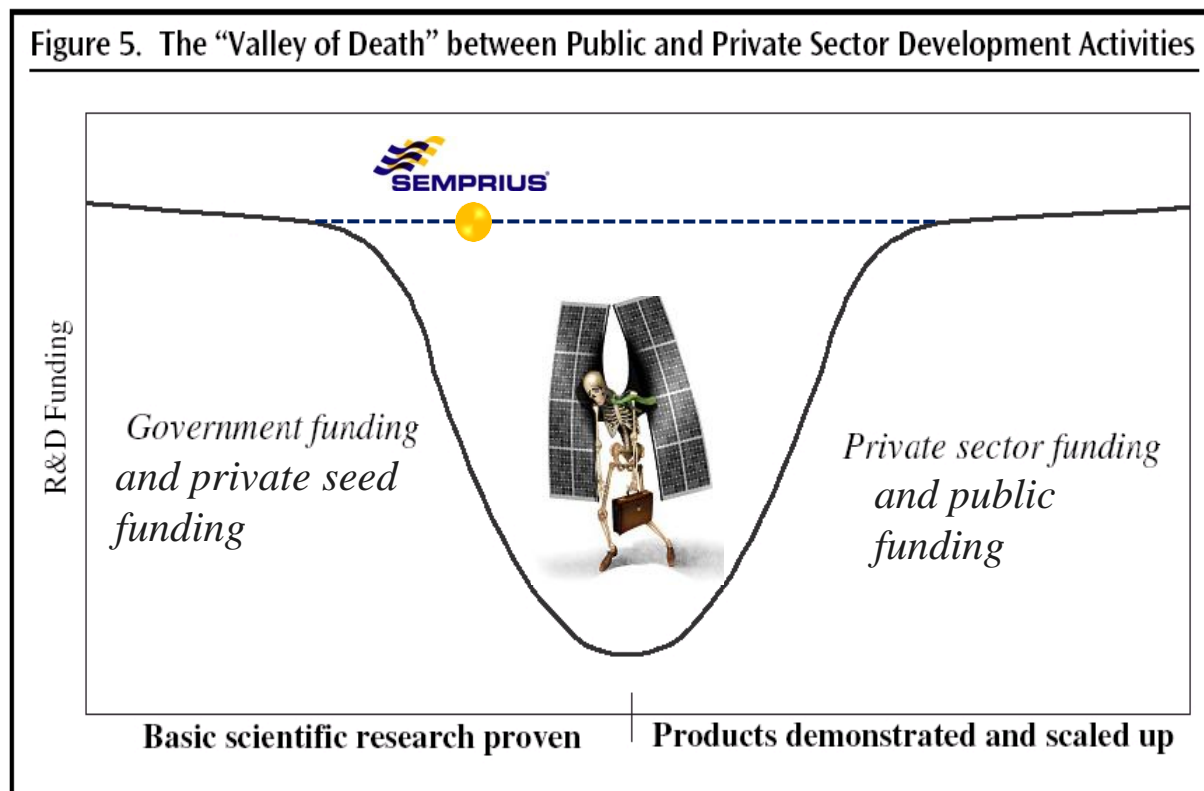 Figure 5. The “Valley of Death” between Public and Private Sector Development Activities
SEMPRIUS®
R&D Funding
Government funding
and private seed
funding
Private sector funding
and public
funding
Basic scientific research proven
Products demonstrated and scaled up